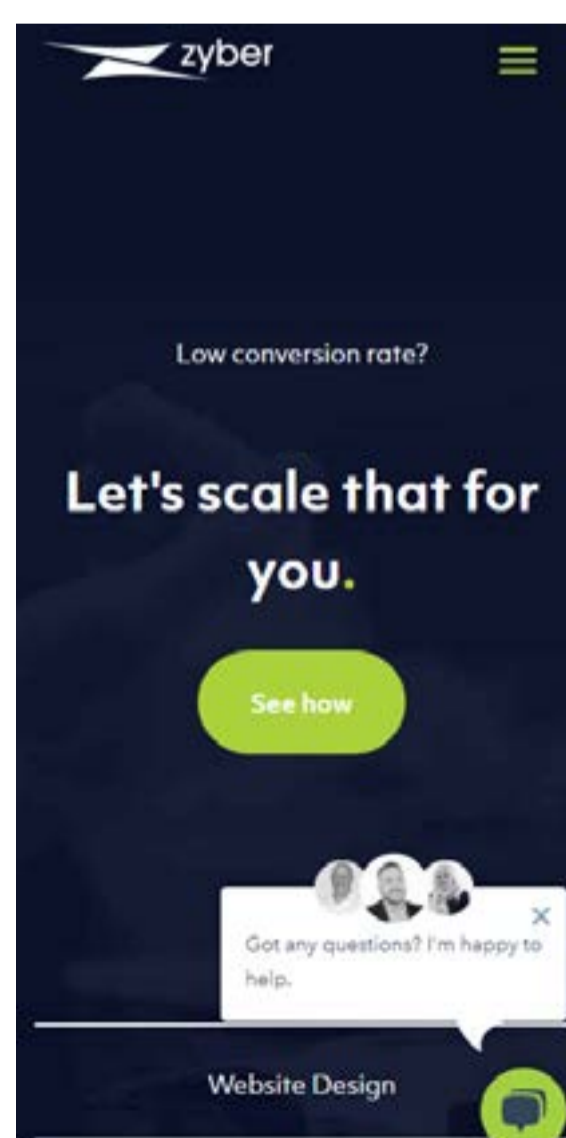 zyber
Low conversion rate?
Let's scale that for
you.
See how
Got any questions? I'm happy to
help.
Website Design